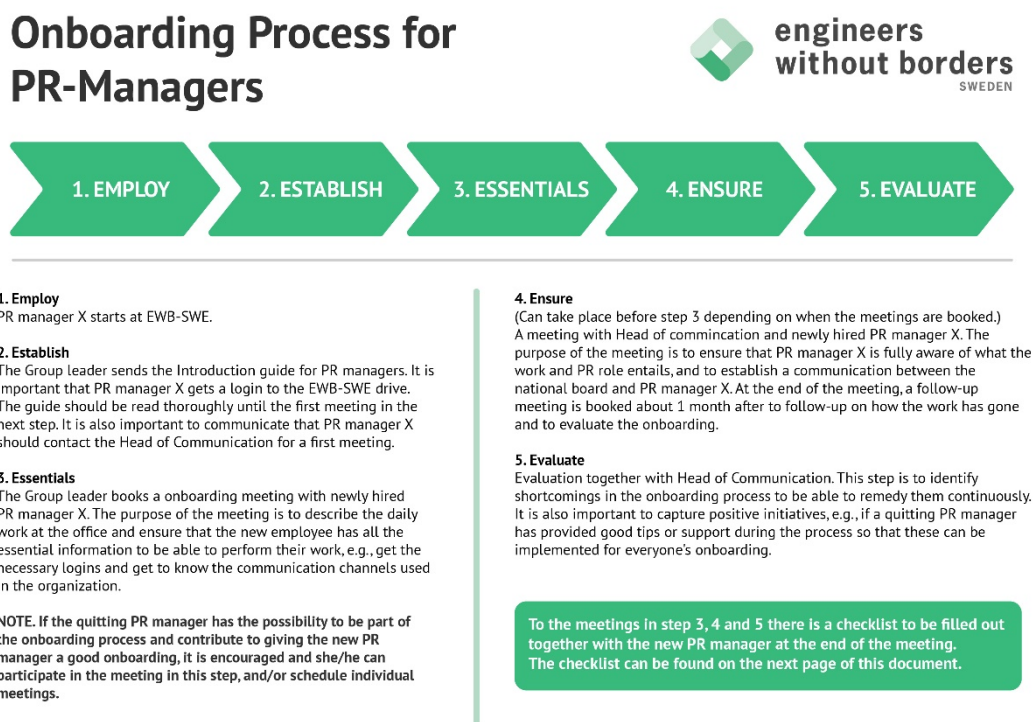 Onboarding Process for
PR-Managers
engineers
without borders
SWEDEN
1. EMPLOY
2. ESTABLISH
3. ESSENTIALS
4. ENSURE
5. EVALUATE
1. Employ
PR manager X starts at EWB-SWE.
2. Establish
The Group leader sends the Introduction guide for PR managers. It is
important that PR manager X gets a login to the EWB-SWE drive.
The guide should be read thoroughly until the first meeting in the
next step. It is also important to communicate that PR manager X
should contact the Head of Communication for a first meeting.
3. Essentials
The Group leader books a onboarding meeting with newly hired
PR manager X. The purpose of the meeting is to describe the daily
work at the office and ensure that the new employee has all the
essential information to be able to perform their work, e.g., get the
necessary logins and get to know the communication channels used
in the organization.
NOTE. If the quitting PR manager has the possibility to be part of
the onboarding process and contribute to giving the new PR
manager a good onboarding, it is encouraged and she/he can
participate in the meeting in this step, and/or schedule individual
meetings.
4. Ensure
(Can take place before step 3 depending on when the meetings are booked.)
A meeting with Head of commincation and newly hired PR manager X. The
purpose of the meeting is to ensure that PR manager X is fully aware of what the
work and PR role entails, and to establish a communication between the
national board and PR manager X. At the end of the meeting, a follow-up
meeting is booked about 1 month after to follow-up on how the work has gone
and to evaluate the onboarding.
5. Evaluate
Evaluation together with Head of Communication. This step is to identify
shortcomings in the onboarding process to be able to remedy them continuously.
It is also important to capture positive initiatives, e.g., if a quitting PR manager
has provided good tips or support during the process so that these can be
implemented for everyone's onboarding.
To the meetings in step 3, 4 and 5 there is a checklist to be filled out
together with the new PR manager at the end of the meeting.
The checklist can be found on the next page of this document.